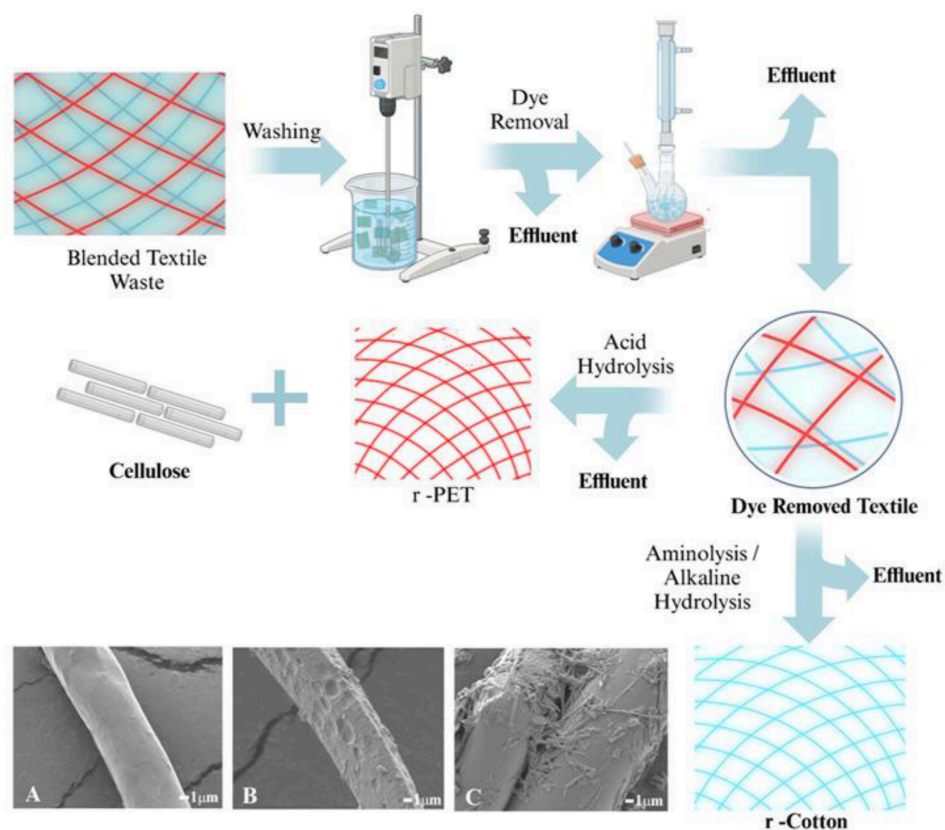 Blended Textile
Waste
Washing
Dye
Removal
Effluent
Effluent
Dye Removed Textile
Acid
Hydrolysis
Effluent
r -PET
Cellulose
Aminolysis /
Alkaline
Hydrolysis
Effluent
r -Cotton
A
1µm
B
1µm
C
1µm